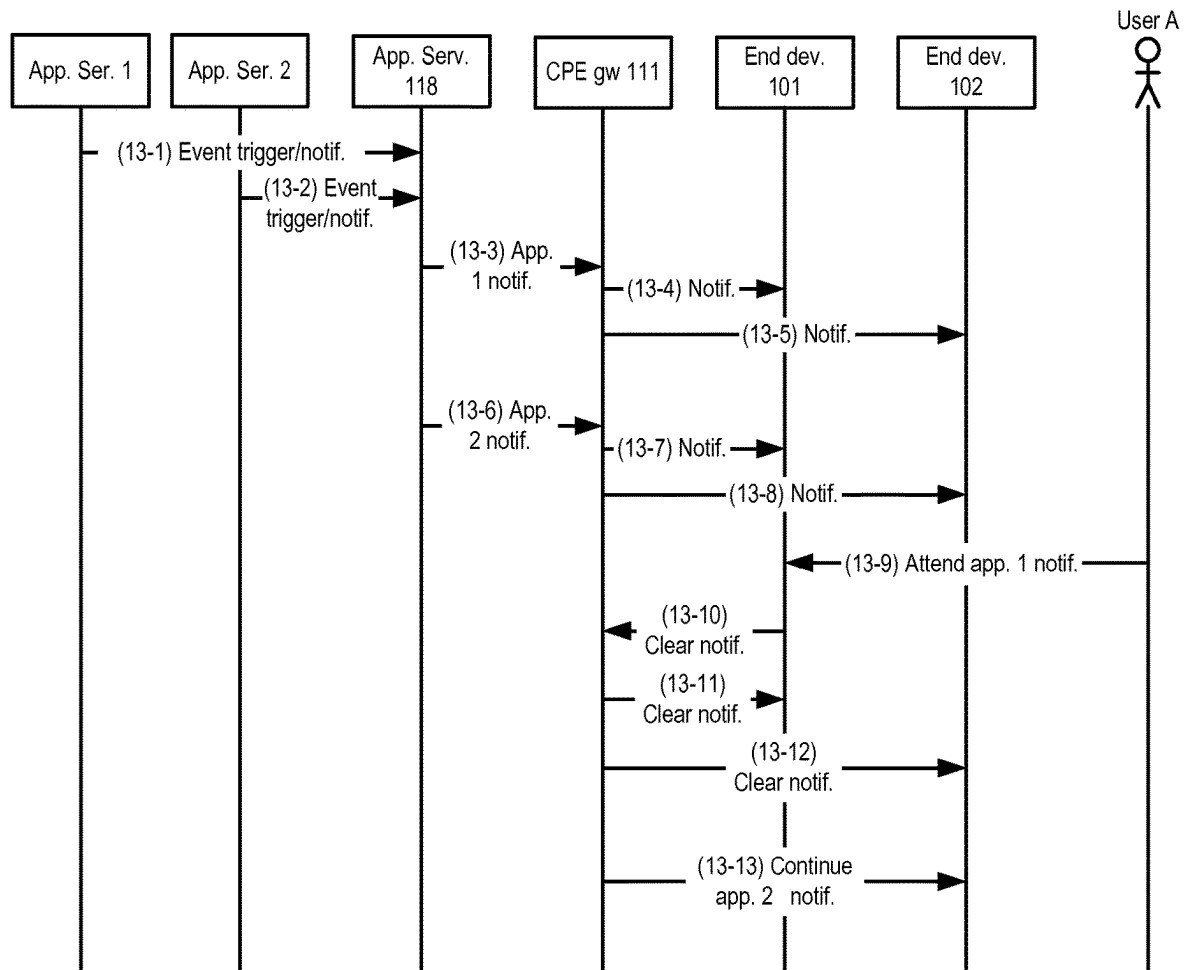 User A
App. Ser. 1
App. Ser. 2
App. Serv.
118
CPE gw 111
End dev.
101
End dev.
102
(13-1) Event trigger/notif.
(13-2) Event
trigger/notif.
(13-3) App.
1 notif.
(13-4) Notif.
(13-5) Notif.
(13-6) App.
2 notif.
(13-7) Notif.
(13-8) Notif.
(13-9) Attend app. 1 notif.
(13-10)
Clear notif.
(13-11)
Clear notif.
(13-12)
Clear notif.
(13-13) Continue
app. 2 notif.